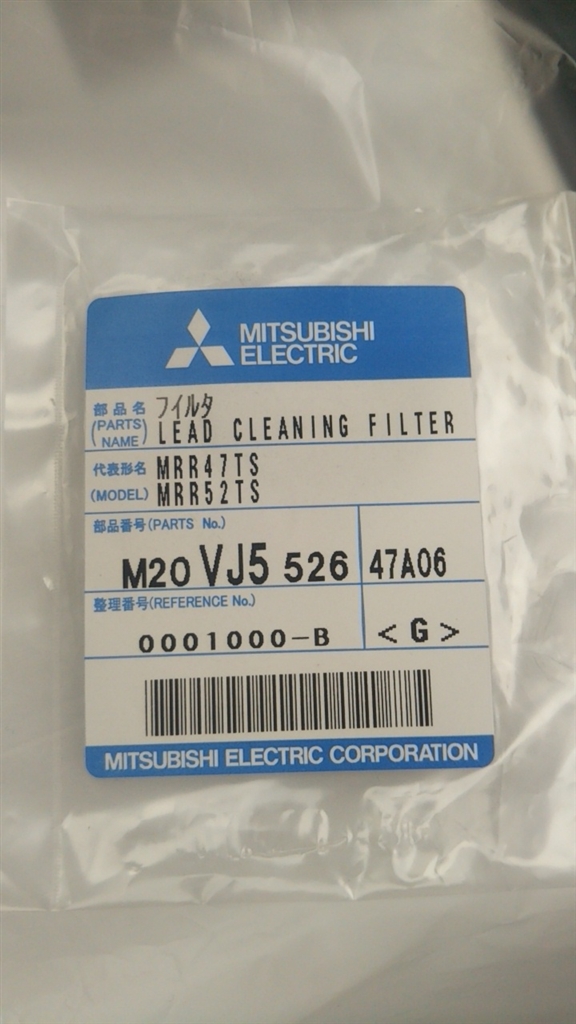 MITSUBISHI
ELECTRIC
部品名 フイルタ
(PARTS NAME) LEAD CLEANING FILTER
代表形名 MRR47TS
(MODEL) MRR52TS
部品番号(PARTS No.)
M20 VJ5 526 47A06
整理番号(REFERENCE No.)
0001000-B <G>
MITSUBISHI ELECTRIC CORPORATION